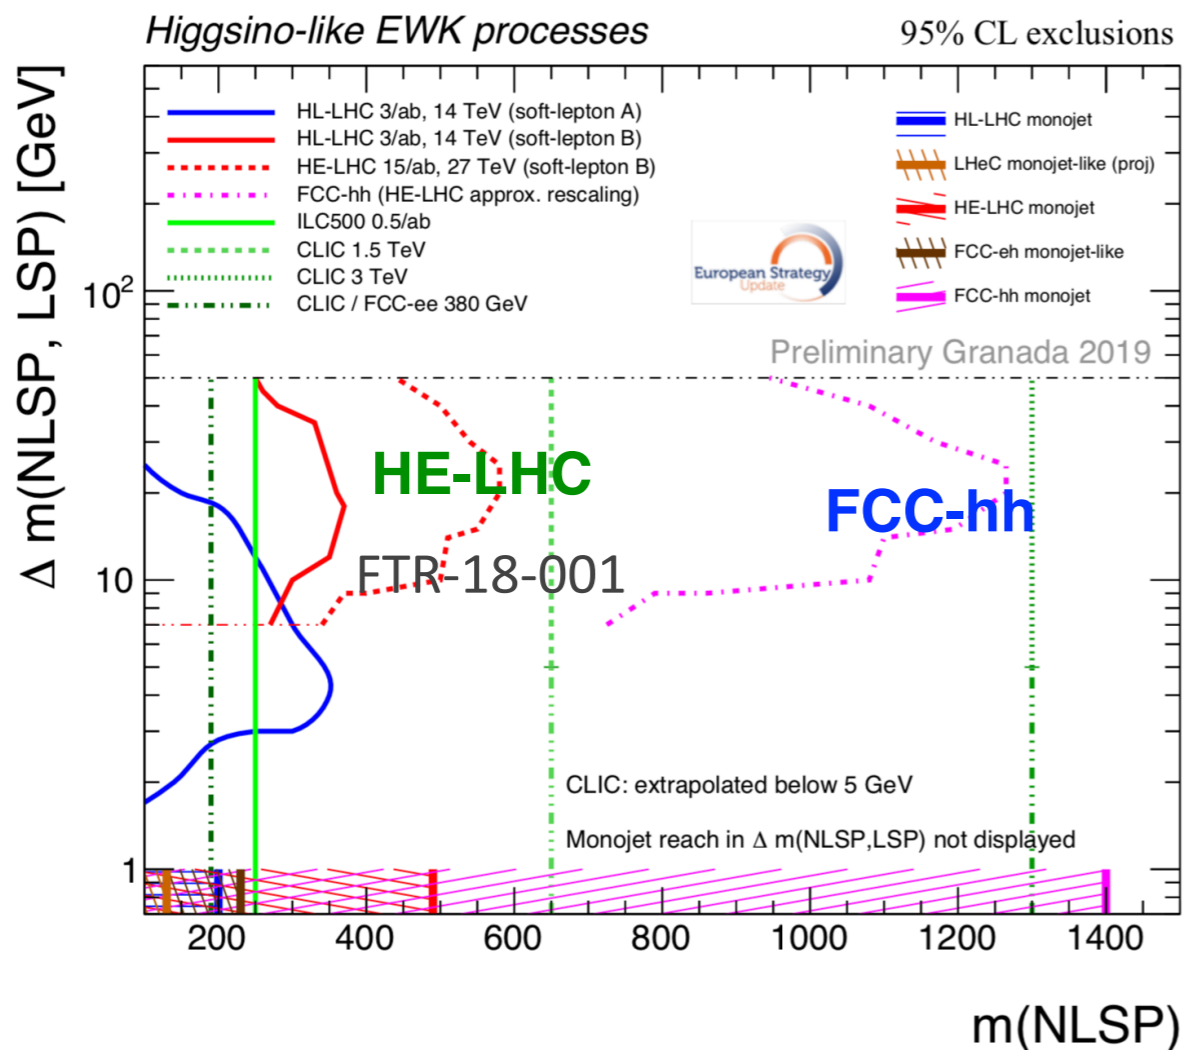 Higgsino-like EWK processes
95% CL exclusions
Δ m(NLSP, LSP) [GeV]
HL-LHC 3/ab, 14 TeV (soft-lepton A)
HL-LHC 3/ab, 14 TeV (soft-lepton B)
HE-LHC 15/ab, 27 TeV (soft-lepton B)
FCC-hh (HE-LHC approx. rescaling)
ILC500 0.5/ab
CLIC 1.5 TeV
CLIC 3 TeV
CLIC / FCC-ee 380 GeV
HL-LHC monojet
LHeC monojet-like (proj)
HE-LHC monojet
FCC-eh monojet-like
FCC-hh monojet
European Strategy
Update
Preliminary Granada 2019
10²
10
1
HE-LHC
FCC-hh
FTR-18-001
CLIC: extrapolated below 5 GeV
Monojet reach in Δ m(NLSP,LSP) not displayed
200 400 600 800 1000 1200 1400
m(NLSP)